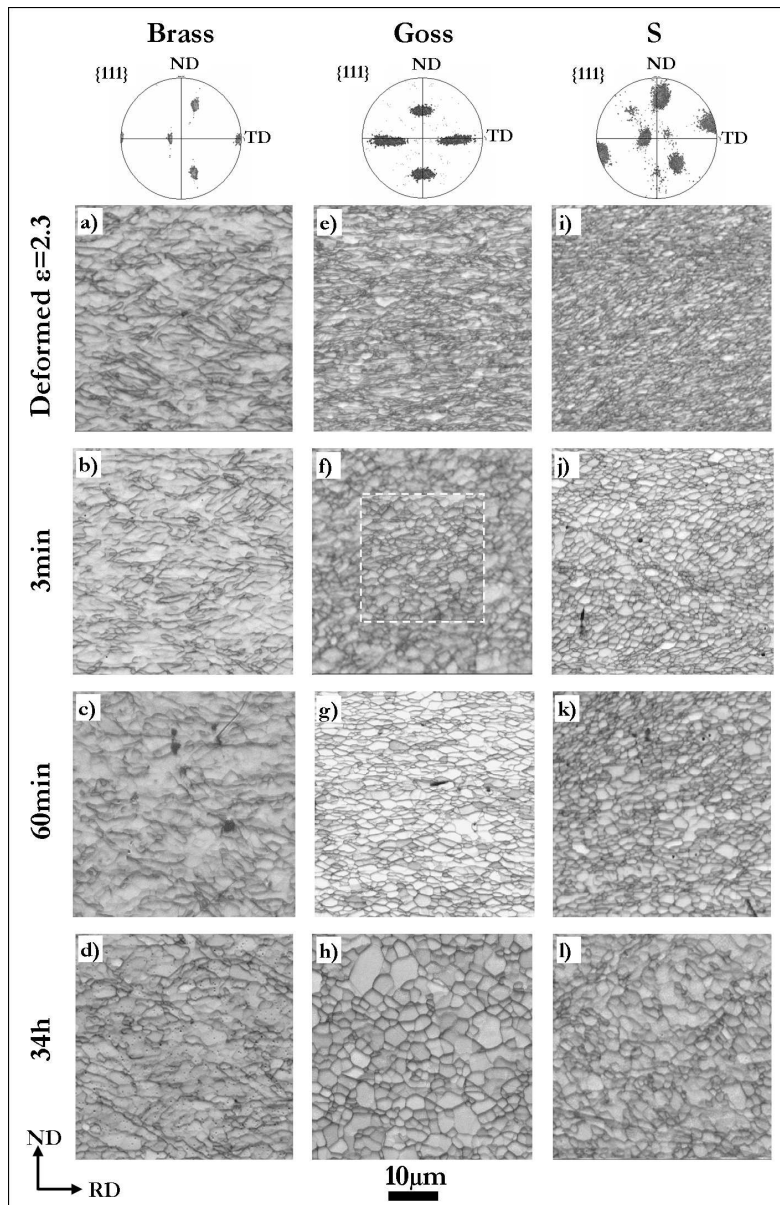 Brass Goss S
{111} ND {111} ND {111} ND
TD TD TD
Deformed ε=2.3
a) e) i)
3min
b) f) j)
60min
c) g) k)
34h
d) h) l)
ND
RD
10µm